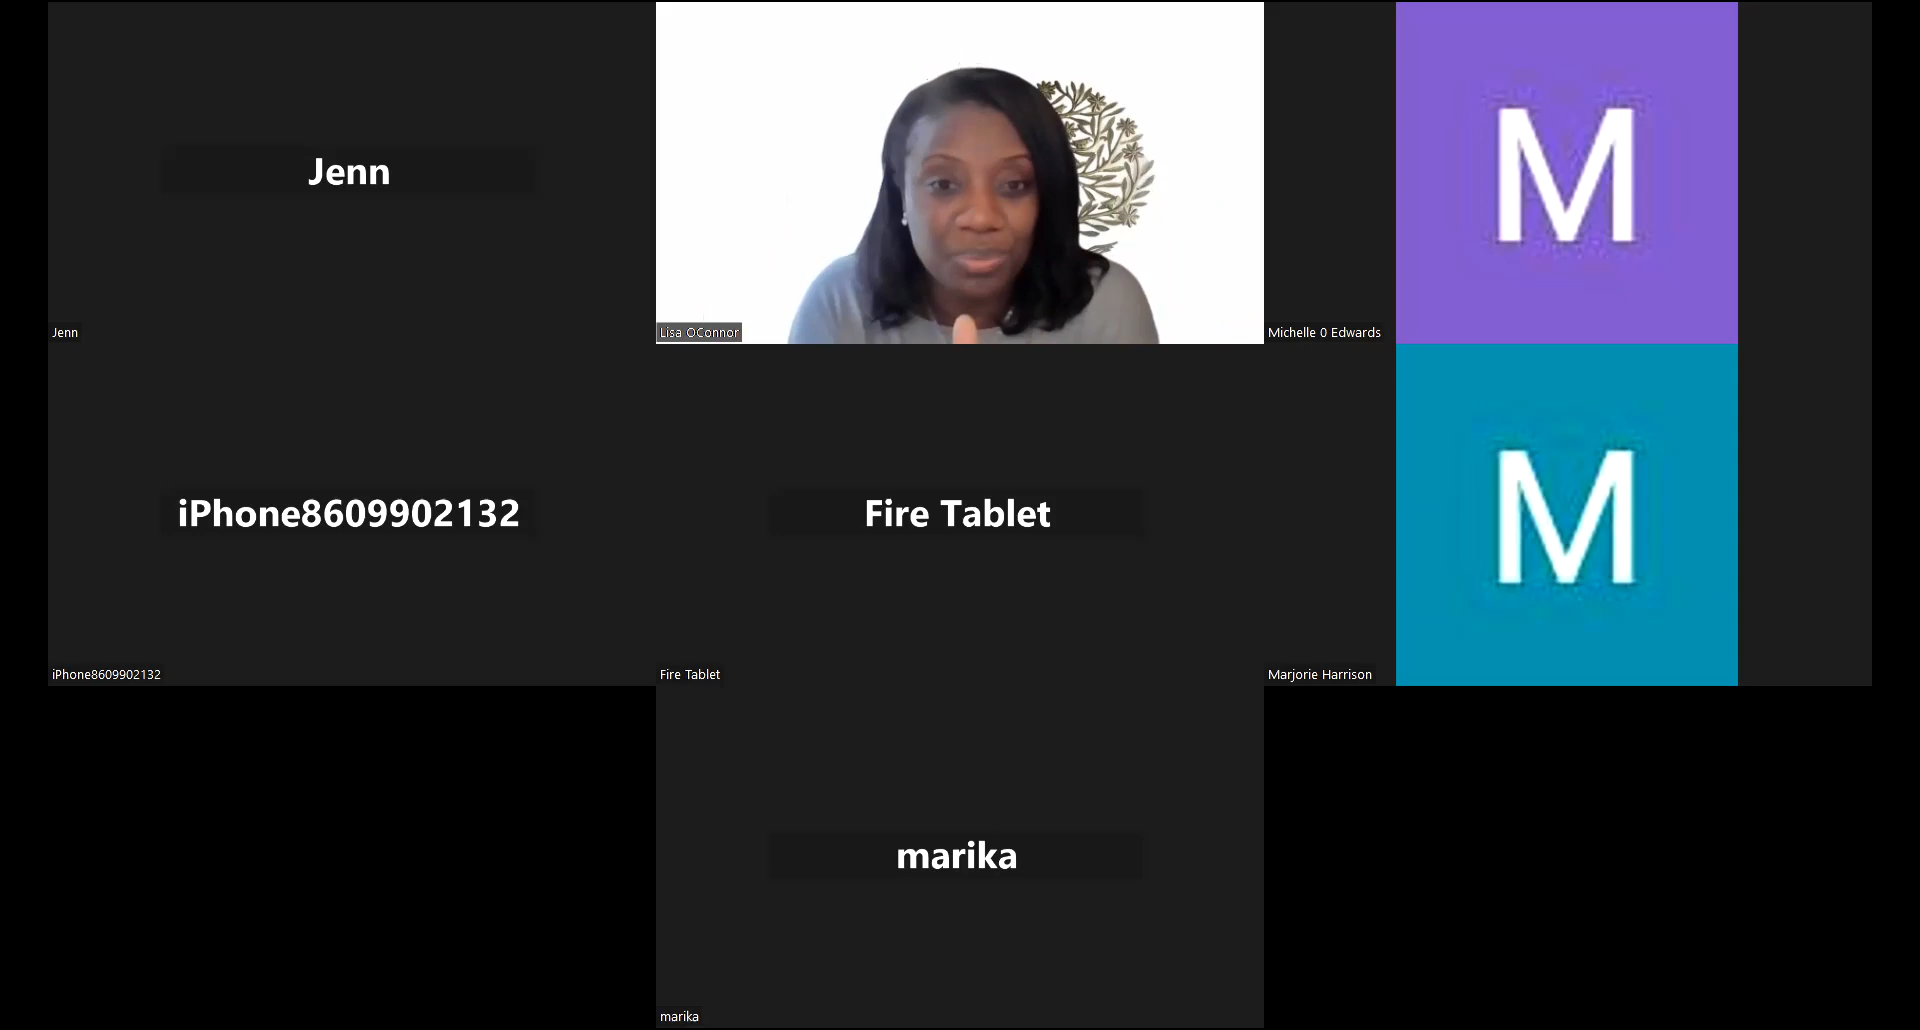 Jenn
Jenn
Lisa OConnor
M
Michelle 0 Edwards
iPhone8609902132
iPhone8609902132
Fire Tablet
Fire Tablet
M
Marjorie Harrison
marika
marika